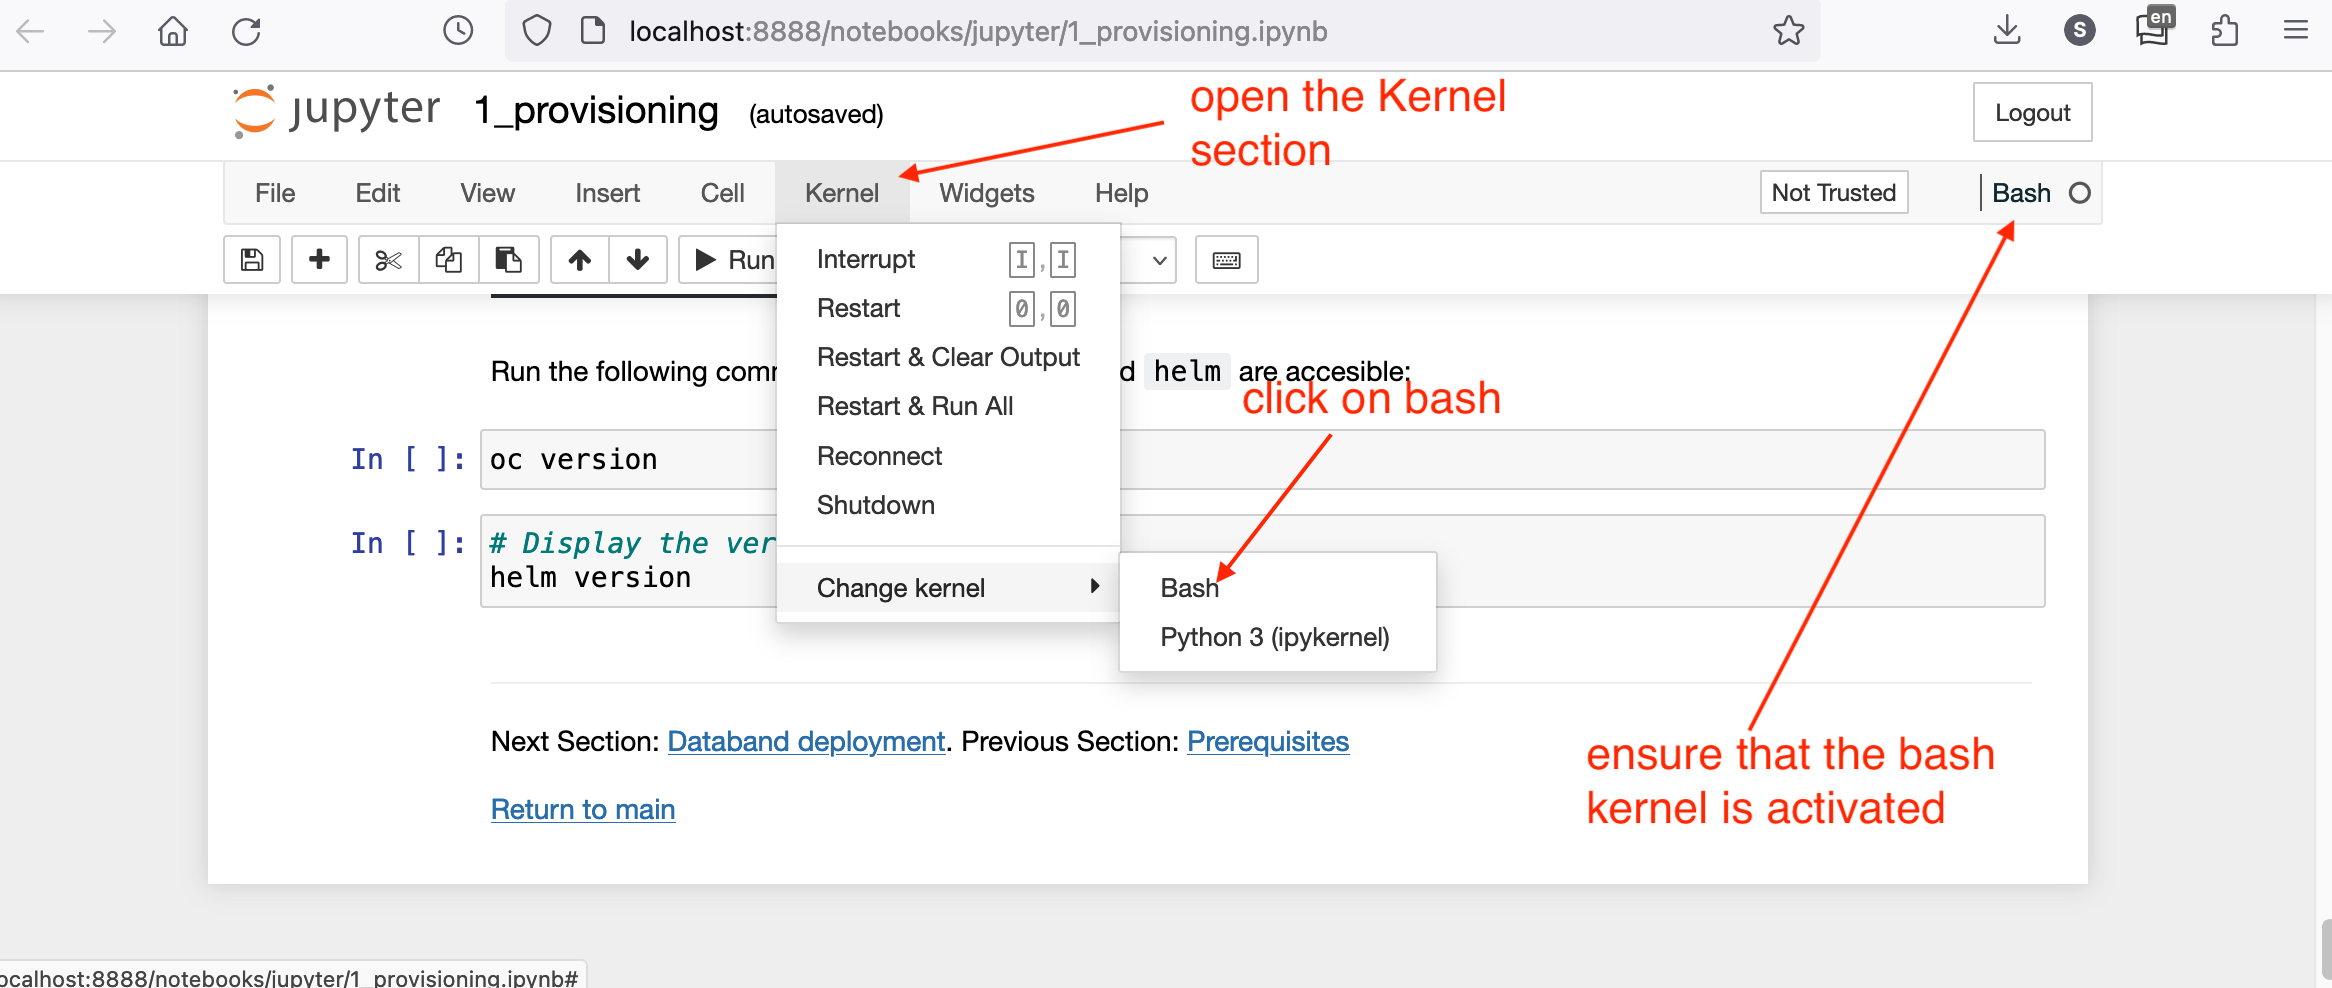 localhost:8888/notebooks/jupyter/1_provisioning.ipynb
S
en
jupyter 1_provisioning (autosaved)
open the Kernel
section
Logout
File Edit View Insert Cell Kernel Widgets Help
Not Trusted
Bash
Run
Interrupt I,I
Restart 0,0
Restart & Clear Output
Restart & Run All
Reconnect
Shutdown
Change kernel
Bash
Python 3 (ipykernel)
Run the following com
d helm are accesible:
click on bash
In [ ]: oc version
In [ ]: # Display the ver
helm version
Next Section: Databand deployment. Previous Section: Prerequisites
Return to main
ensure that the bash
kernel is activated
ocalhost:8888/notebooks/jupyter/1_provisioning.ipynb#